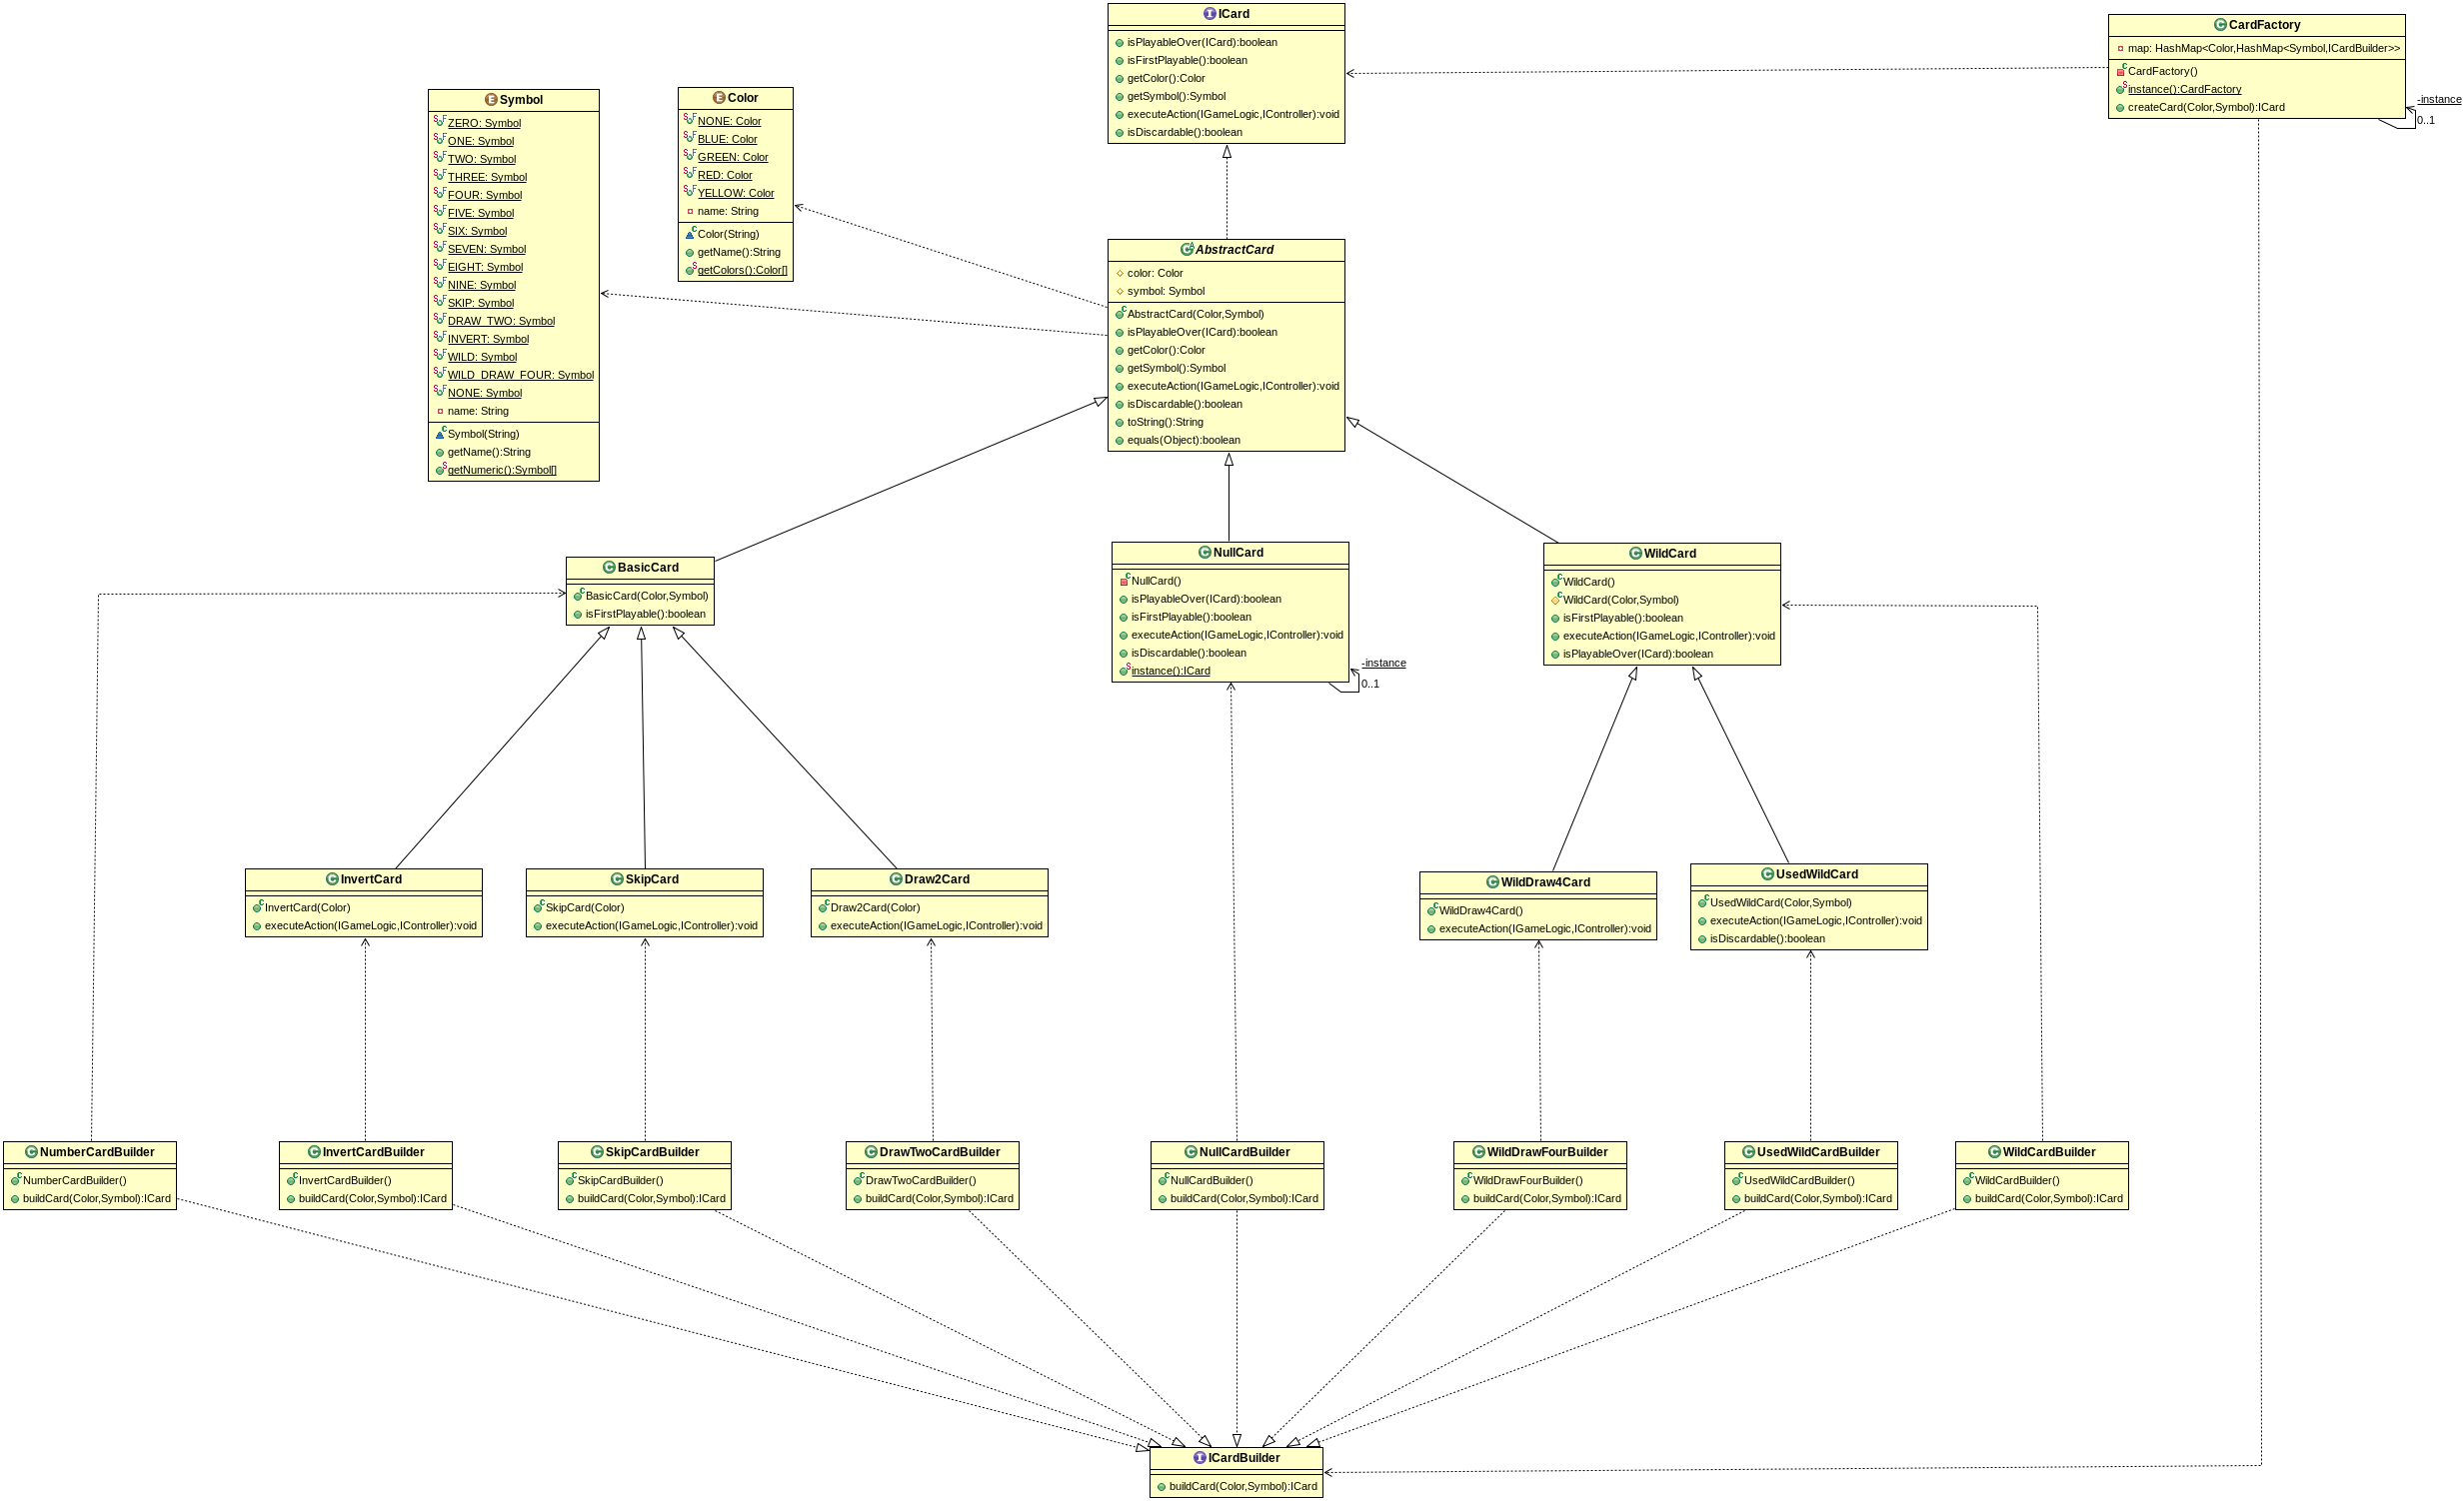 ICard
isPlayableOver(ICard):boolean
isFirstPlayable():boolean
getColor():Color
getSymbol():Symbol
executeAction(IGameLogic,IController):void
isDiscardable():boolean
CardFactory
map: HashMap<Color,HashMap<Symbol,ICardBuilder>>
CardFactory()
instance():CardFactory
createCard(Color,Symbol):ICard
-instance
0..1
Symbol
ZERO: Symbol
ONE: Symbol
TWO: Symbol
THREE: Symbol
FOUR: Symbol
FIVE: Symbol
SIX: Symbol
SEVEN: Symbol
EIGHT: Symbol
NINE: Symbol
SKIP: Symbol
DRAW_TWO: Symbol
INVERT: Symbol
WILD: Symbol
WILD_DRAW_FOUR: Symbol
NONE: Symbol
name: String
Symbol(String)
getName():String
getNumeric():Symbol[]
Color
NONE: Color
BLUE: Color
GREEN: Color
RED: Color
YELLOW: Color
name: String
Color(String)
getName():String
getColors():Color[]
AbstractCard
color: Color
symbol: Symbol
AbstractCard(Color,Symbol)
isPlayableOver(ICard):boolean
getColor():Color
getSymbol():Symbol
executeAction(IGameLogic,IController):void
isDiscardable():boolean
toString():String
equals(Object):boolean
BasicCard
BasicCard(Color,Symbol)
isFirstPlayable():boolean
NullCard
NullCard()
isPlayableOver(ICard):boolean
isFirstPlayable():boolean
executeAction(IGameLogic,IController):void
isDiscardable():boolean
instance():ICard
-instance
0..1
WildCard
WildCard()
WildCard(Color,Symbol)
isFirstPlayable():boolean
executeAction(IGameLogic,IController):void
isPlayableOver(ICard):boolean
InvertCard
InvertCard(Color)
executeAction(IGameLogic,IController):void
SkipCard
SkipCard(Color)
executeAction(IGameLogic,IController):void
Draw2Card
Draw2Card(Color)
executeAction(IGameLogic,IController):void
WildDraw4Card
WildDraw4Card()
executeAction(IGameLogic,IController):void
UsedWildCard
UsedWildCard(Color,Symbol)
executeAction(IGameLogic,IController):void
isDiscardable():boolean
NumberCardBuilder
NumberCardBuilder()
buildCard(Color,Symbol):ICard
InvertCardBuilder
InvertCardBuilder()
buildCard(Color,Symbol):ICard
SkipCardBuilder
SkipCardBuilder()
buildCard(Color,Symbol):ICard
DrawTwoCardBuilder
DrawTwoCardBuilder()
buildCard(Color,Symbol):ICard
NullCardBuilder
NullCardBuilder()
buildCard(Color,Symbol):ICard
WildDrawFourBuilder
WildDrawFourBuilder()
buildCard(Color,Symbol):ICard
UsedWildCardBuilder
UsedWildCardBuilder()
buildCard(Color,Symbol):ICard
WildCardBuilder
WildCardBuilder()
buildCard(Color,Symbol):ICard
ICardBuilder
buildCard(Color,Symbol):ICard